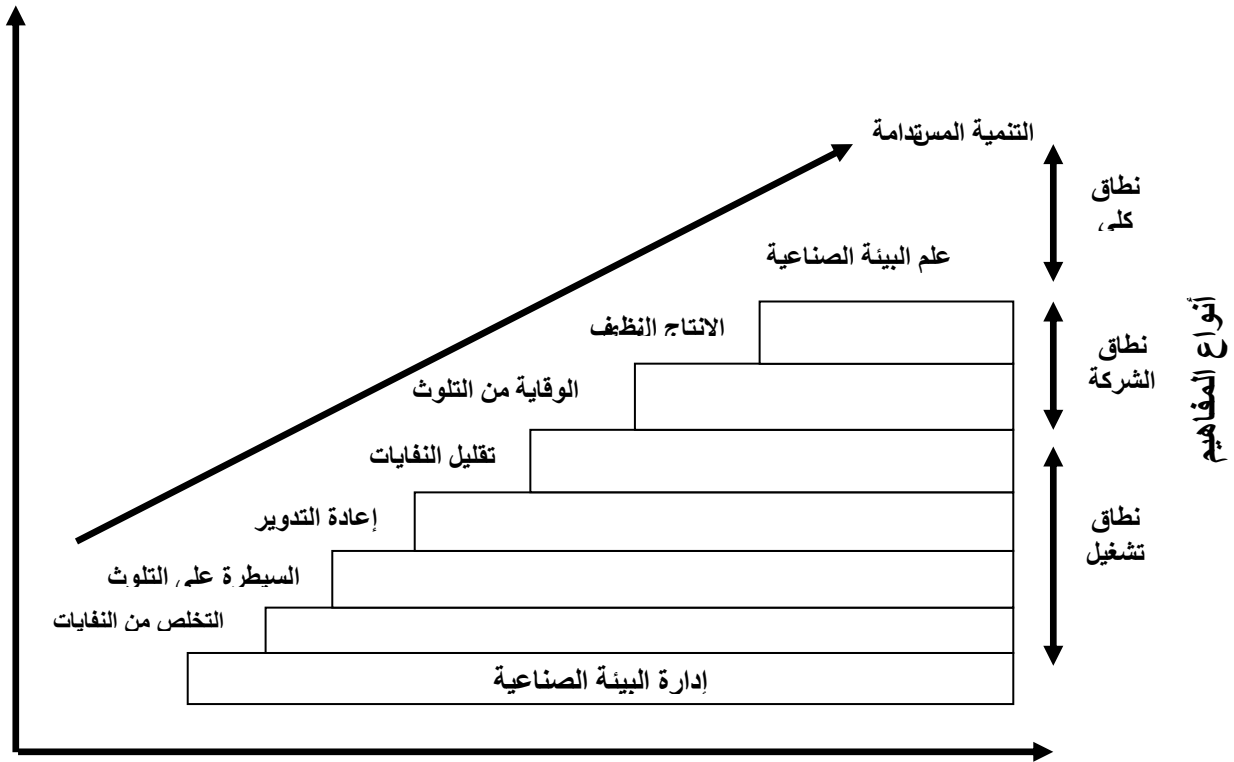 التنمية المستدامة
نطاق
كلي
علم البيئة الصناعية
الانتاج النظيف
نطاق
الشركة
أنواع المفاهيم
الوقاية من التلوث
تقليل النفايات
إعادة التدوير
نطاق
تشغيل
السيطرة على التلوث
التخلص من النفايات
إدارة البيئة الصناعية